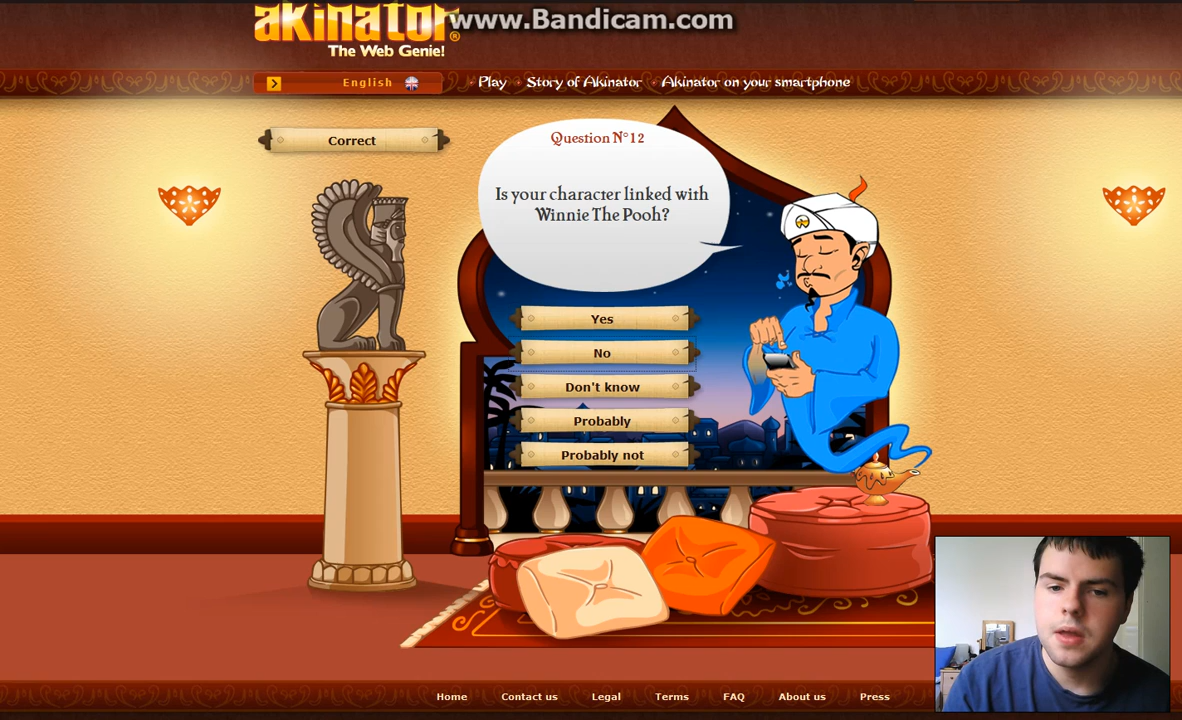 akinator®
www.Bandicam.com
The Web Genie!
English
Play
Story of Akinator
Akinator on your smartphone
Correct
Question N°12
Is your character linked with
Winnie The Pooh?
Yes
No
Don't know
Probably
Probably not
Home
Contact us
Legal
Terms
FAQ
About us
Press